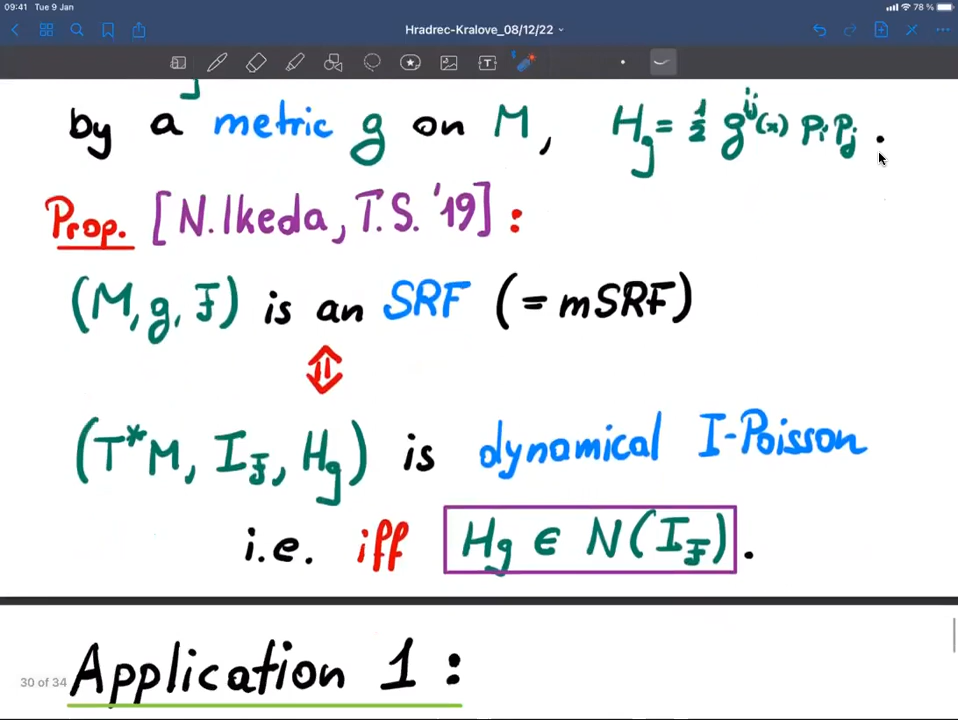 09:41 Tue 9 Jan
78 %
Hradrec-Kralove_08/12/22
by a metric g on M, H_g = ½ g^{ij}(x) p_i p_j .
Prop. [N.Ikeda, T.S. '19] :
(M, g, ℱ) is an SRF (= mSRF)
⇕
(T*M, I_ℱ, H_g) is dynamical I-Poisson
i.e. iff H_g ∈ N(I_ℱ) .
30 of 34
Application 1 :